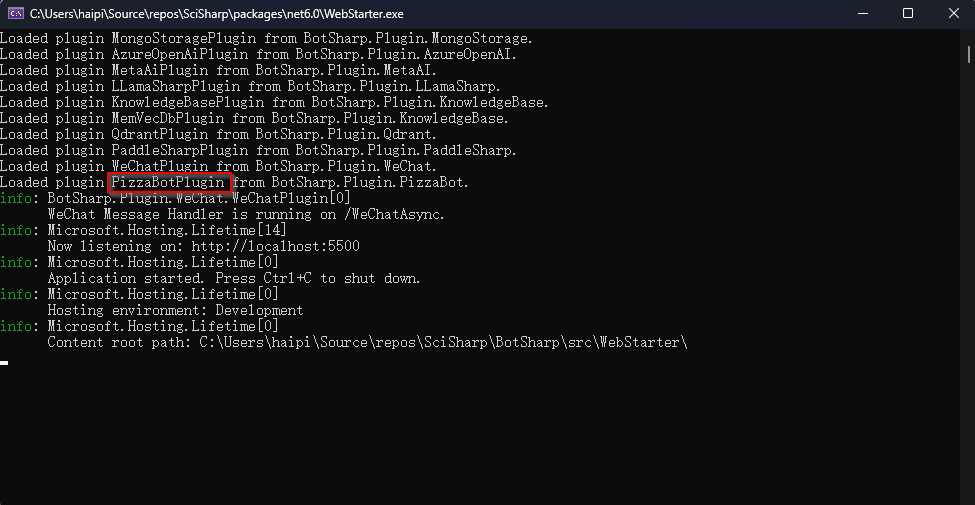 C:\Users\haipi\Source\repos\SciSharp\packages\net6.0\WebStarter.exe
Loaded plugin MongoStoragePlugin from BotSharp.Plugin.MongoStorage.
Loaded plugin AzureOpenAiPlugin from BotSharp.Plugin.AzureOpenAI.
Loaded plugin MetaAiPlugin from BotSharp.Plugin.MetaAI.
Loaded plugin LLamaSharpPlugin from BotSharp.Plugin.LLamaSharp.
Loaded plugin KnowledgeBasePlugin from BotSharp.Plugin.KnowledgeBase.
Loaded plugin MemVecDbPlugin from BotSharp.Plugin.KnowledgeBase.
Loaded plugin QdrantPlugin from BotSharp.Plugin.Qdrant.
Loaded plugin PaddleSharpPlugin from BotSharp.Plugin.PaddleSharp.
Loaded plugin WeChatPlugin from BotSharp.Plugin.WeChat.
Loaded plugin PizzaBotPlugin from BotSharp.Plugin.PizzaBot.
info: BotSharp.Plugin.WeChat.WeChatPlugin[0]
WeChat Message Handler is running on /WeChatAsync.
info: Microsoft.Hosting.Lifetime[14]
Now listening on: http://localhost:5500
info: Microsoft.Hosting.Lifetime[0]
Application started. Press Ctrl+C to shut down.
info: Microsoft.Hosting.Lifetime[0]
Hosting environment: Development
info: Microsoft.Hosting.Lifetime[0]
Content root path: C:\Users\haipi\Source\repos\SciSharp\BotSharp\src\WebStarter\